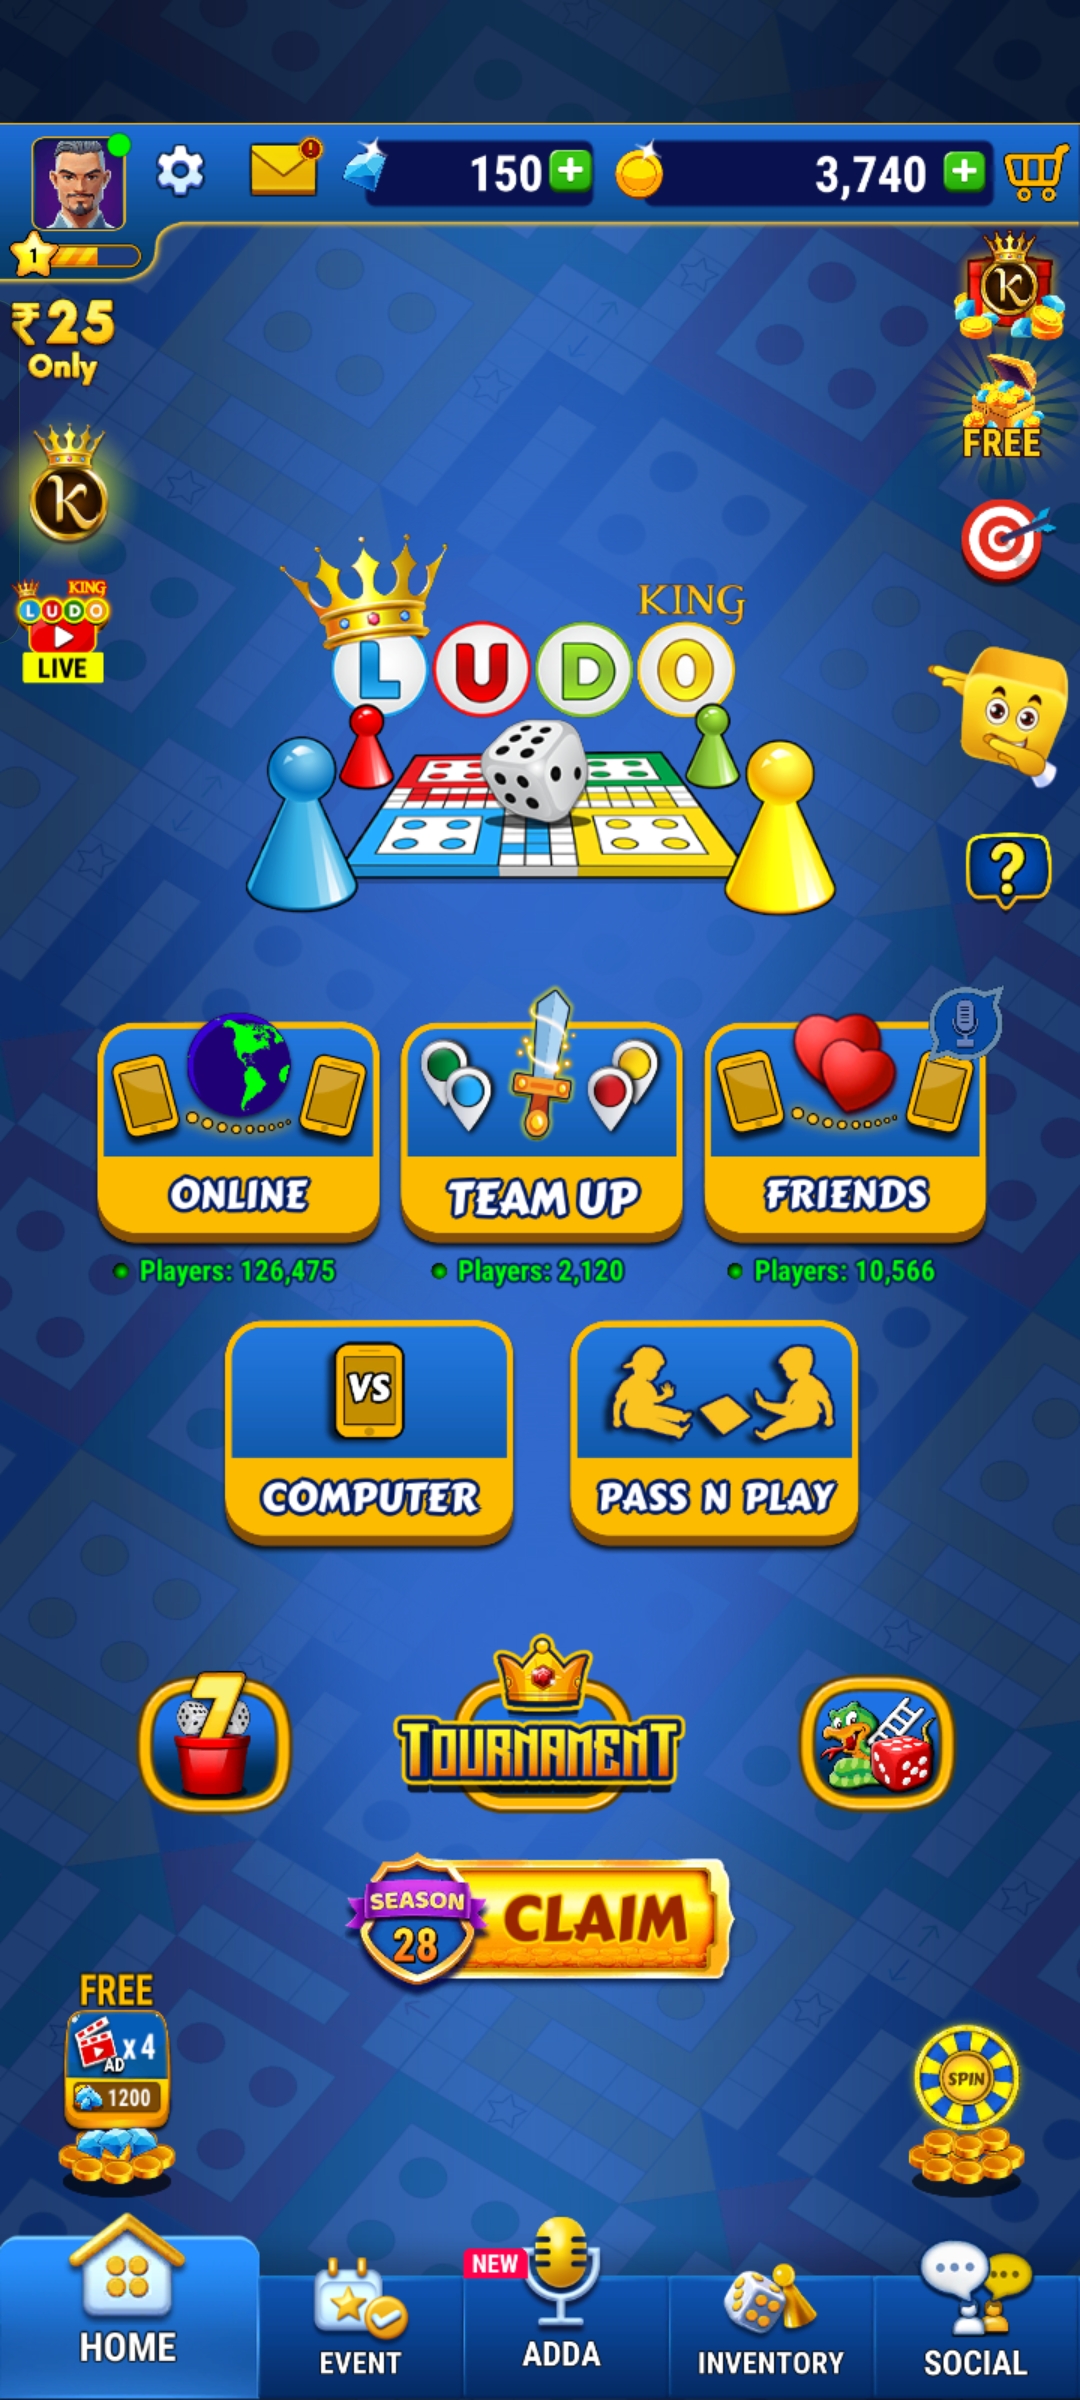 150
3,740
1
₹25
Only
K
K
FREE
KING
LUDO
LIVE
KING
LUDO
?
ONLINE
TEAM UP
FRIENDS
Players: 126,475
Players: 2,120
Players: 10,566
VS
COMPUTER
PASS N PLAY
7
TOURNAMENT
SEASON
28
CLAIM
FREE
AD x 4
1200
SPIN
HOME
EVENT
NEW
ADDA
INVENTORY
SOCIAL